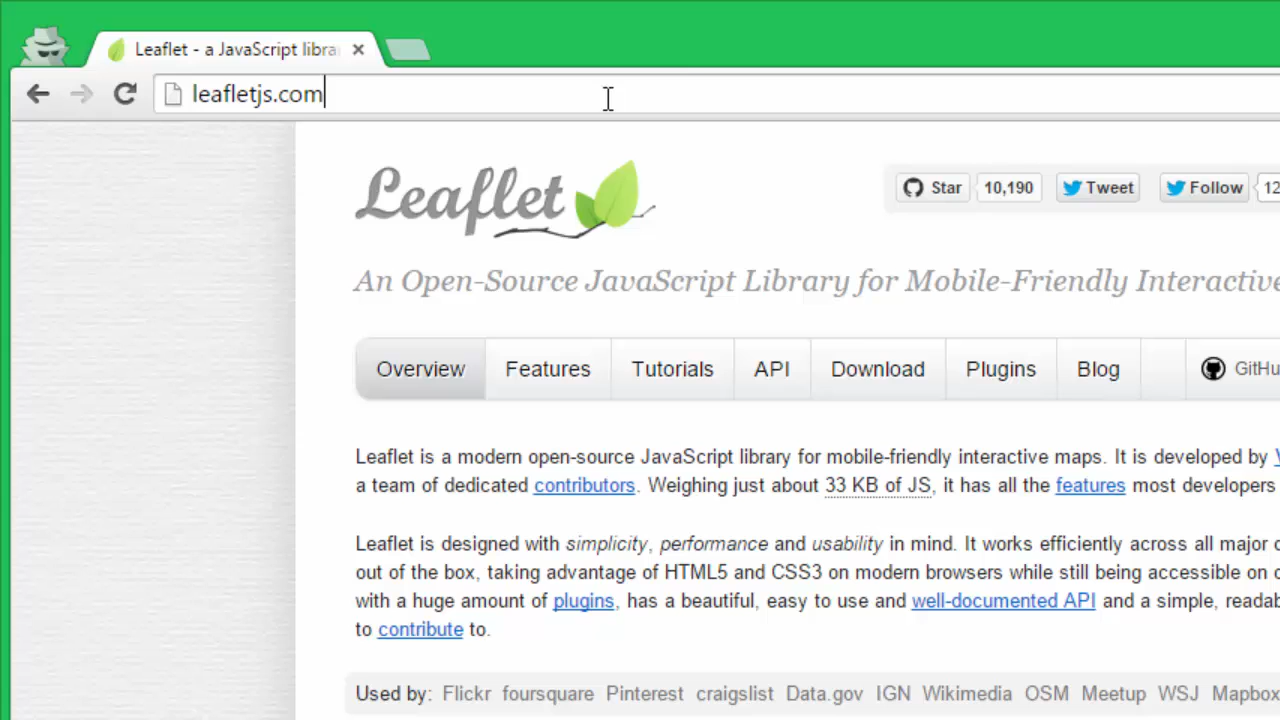 Leaflet - a JavaScript libra
leafletjs.com
Leaflet
Star 10,190 Tweet Follow 12
An Open-Source JavaScript Library for Mobile-Friendly Interactive
Overview Features Tutorials API Download Plugins Blog GitHu
Leaflet is a modern open-source JavaScript library for mobile-friendly interactive maps. It is developed by
a team of dedicated contributors. Weighing just about 33 KB of JS, it has all the features most developers
Leaflet is designed with simplicity, performance and usability in mind. It works efficiently across all major
out of the box, taking advantage of HTML5 and CSS3 on modern browsers while still being accessible on
with a huge amount of plugins, has a beautiful, easy to use and well-documented API and a simple, readab
to contribute to.
Used by: Flickr foursquare Pinterest craigslist Data.gov IGN Wikimedia OSM Meetup WSJ Mapbox